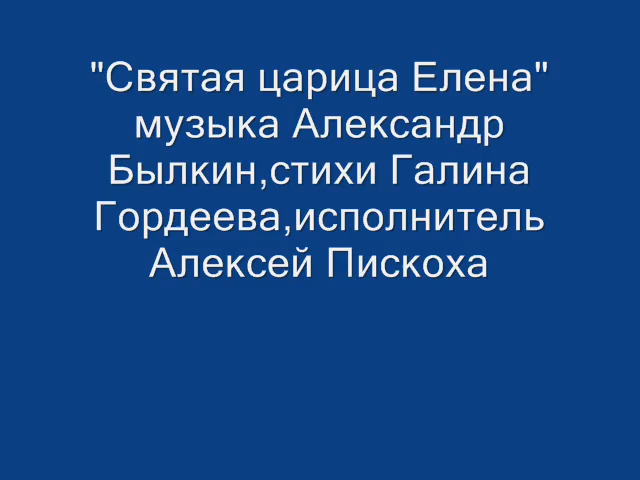 "Святая царица Елена"
музыка Александр
Былкин,стихи Галина
Гордеева,исполнитель
Алексей Пискоха